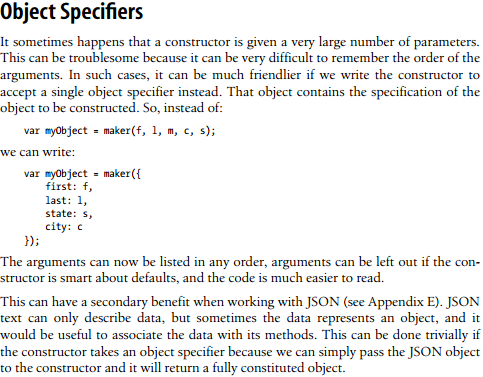 Object Specifiers
It sometimes happens that a constructor is given a very large number of parameters.
This can be troublesome because it can be very difficult to remember the order of the
arguments. In such cases, it can be much friendlier if we write the constructor to
accept a single object specifier instead. That object contains the specification of the
object to be constructed. So, instead of:
var myObject = maker(f, l, m, c, s);
we can write:
var myObject = maker({
first: f,
last: l,
state: s,
city: c
});
The arguments can now be listed in any order, arguments can be left out if the con-
structor is smart about defaults, and the code is much easier to read.
This can have a secondary benefit when working with JSON (see Appendix E). JSON
text can only describe data, but sometimes the data represents an object, and it
would be useful to associate the data with its methods. This can be done trivially if
the constructor takes an object specifier because we can simply pass the JSON object
to the constructor and it will return a fully constituted object.